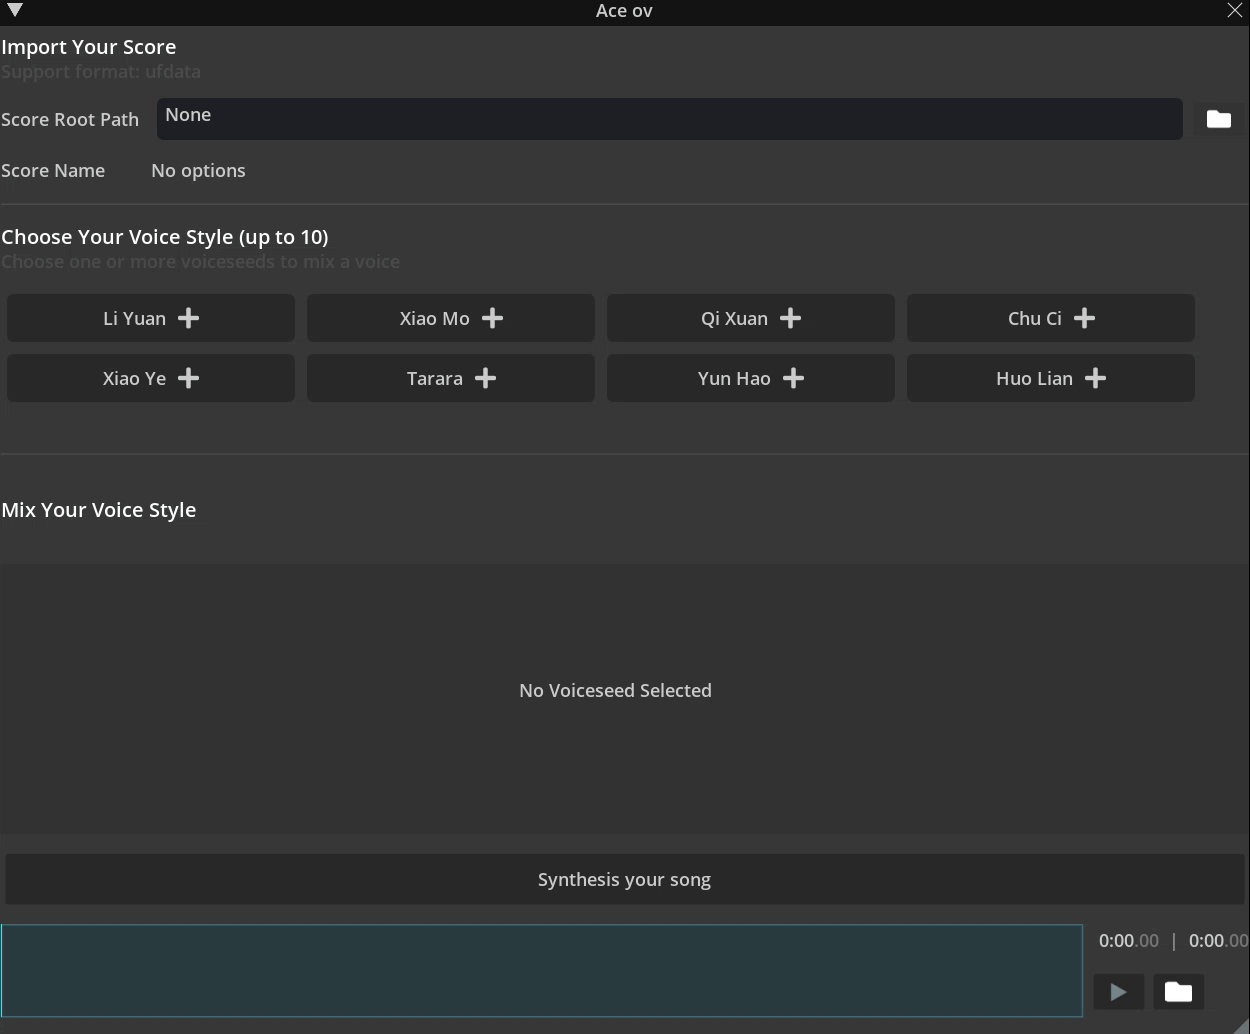 Ace ov
Import Your Score
Support format: ufdata
Score Root Path None
Score Name No options
Choose Your Voice Style (up to 10)
Choose one or more voiceseeds to mix a voice
Li Yuan Xiao Mo Qi Xuan Chu Ci
Xiao Ye Tarara Yun Hao Huo Lian
Mix Your Voice Style
No Voiceseed Selected
Synthesis your song
0:00.00 | 0:00.00